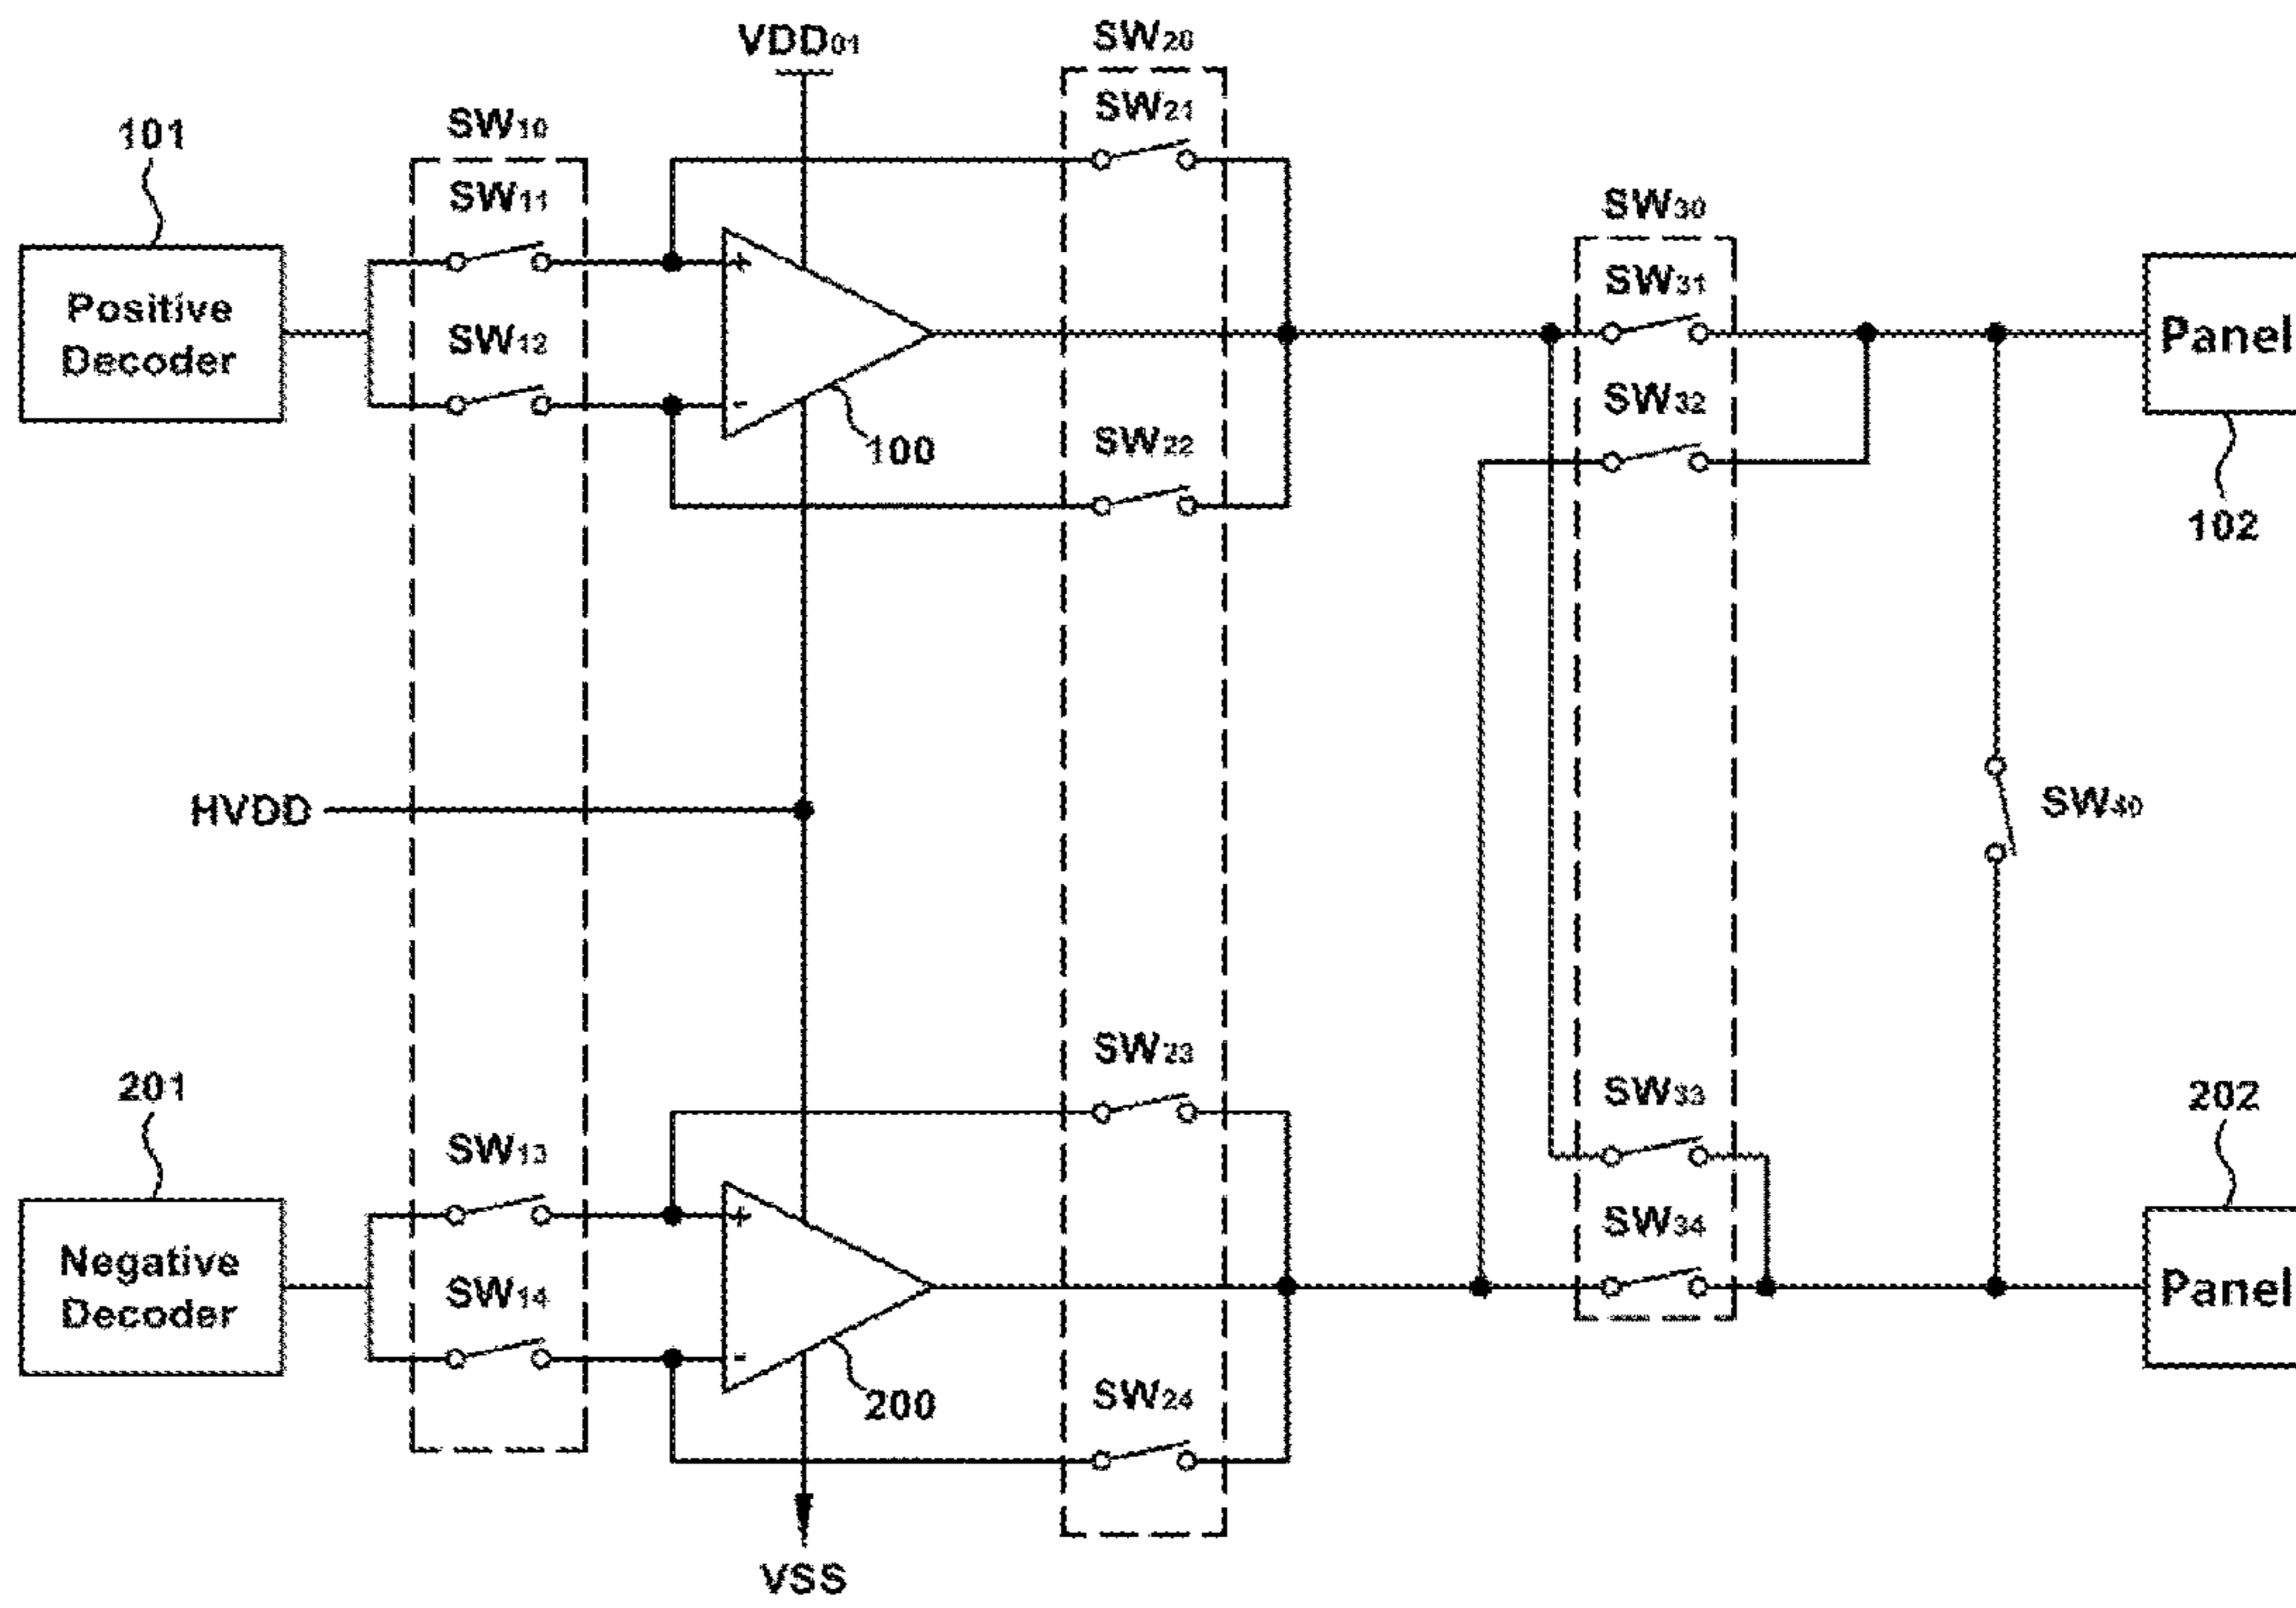 VDD01
SW20
SW21
101
SW10
SW11
SW30
SW31
Positive
Decoder
SW12
+
-
100
SW22
SW32
Panel
102
HVDD
SW40
SW23
201
SW13
SW33
202
Negative
Decoder
SW14
+
-
200
SW24
SW34
Panel
VSS